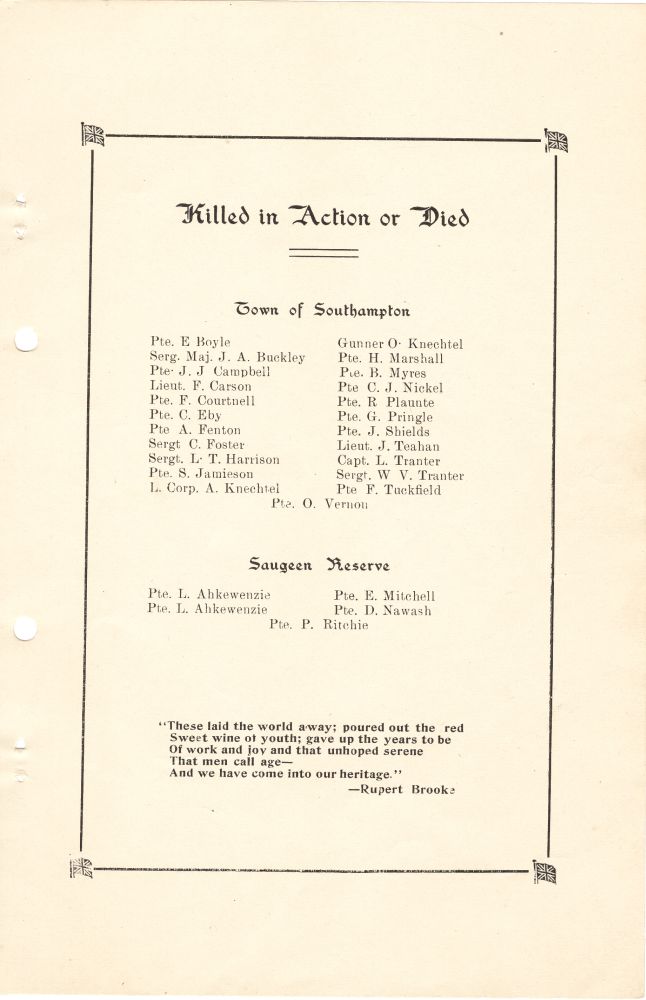 Killed in Action or Died
Town of Southampton
Pte. E Boyle
Serg. Maj. J. A. Buckley
Pte· J. J Campbell
Lieut. F. Carson
Pte. F. Courtnell
Pte. C. Eby
Pte A. Fenton
Sergt C. Foster
Sergt. L· T. Harrison
Pte. S. Jamieson
L. Corp. A. Knechtel
Gunner O· Knechtel
Pte. H. Marshall
Pte. B. Myres
Pte C. J. Nickel
Pte. R Plaunte
Pte. G. Pringle
Pte. J. Shields
Lieut. J. Teahan
Capt. L. Tranter
Sergt. W V. Tranter
Pte F. Tuckfield
Pte. O. Vernon
Saugeen Reserve
Pte. L. Ahkewenzie
Pte. L. Ahkewenzie
Pte. E. Mitchell
Pte. D. Nawash
Pte. P. Ritchie
“These laid the world away; poured out the red
Sweet wine of youth; gave up the years to be
Of work and joy and that unhoped serene
That men call age—
And we have come into our heritage.”
—Rupert Brooke